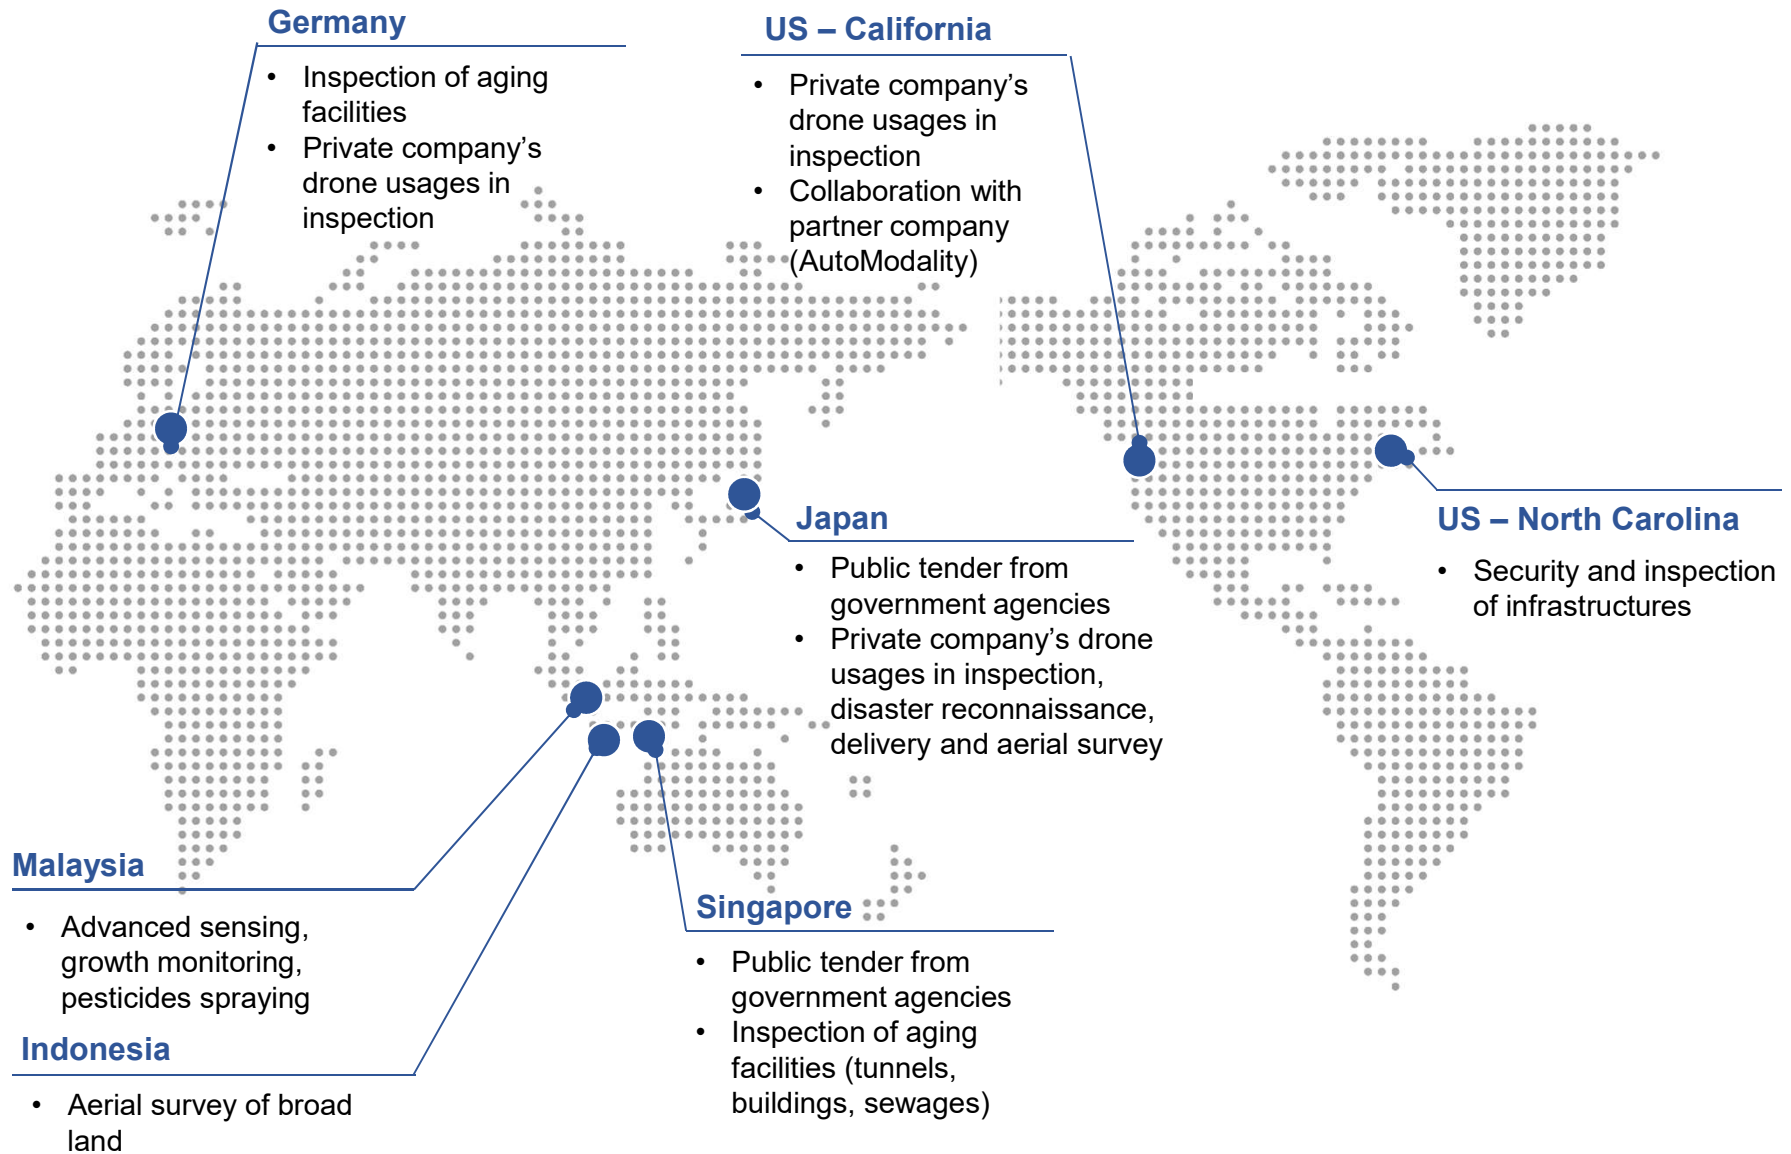 Germany
• Inspection of aging
facilities
• Private company’s
drone usages in
inspection
US – California
• Private company’s
drone usages in
inspection
• Collaboration with
partner company
(AutoModality)
Japan
• Public tender from
government agencies
• Private company’s drone
usages in inspection,
disaster reconnaissance,
delivery and aerial survey
US – North Carolina
• Security and inspection
of infrastructures
Malaysia
• Advanced sensing,
growth monitoring,
pesticides spraying
Indonesia
• Aerial survey of broad
land
Singapore
• Public tender from
government agencies
• Inspection of aging
facilities (tunnels,
buildings, sewages)